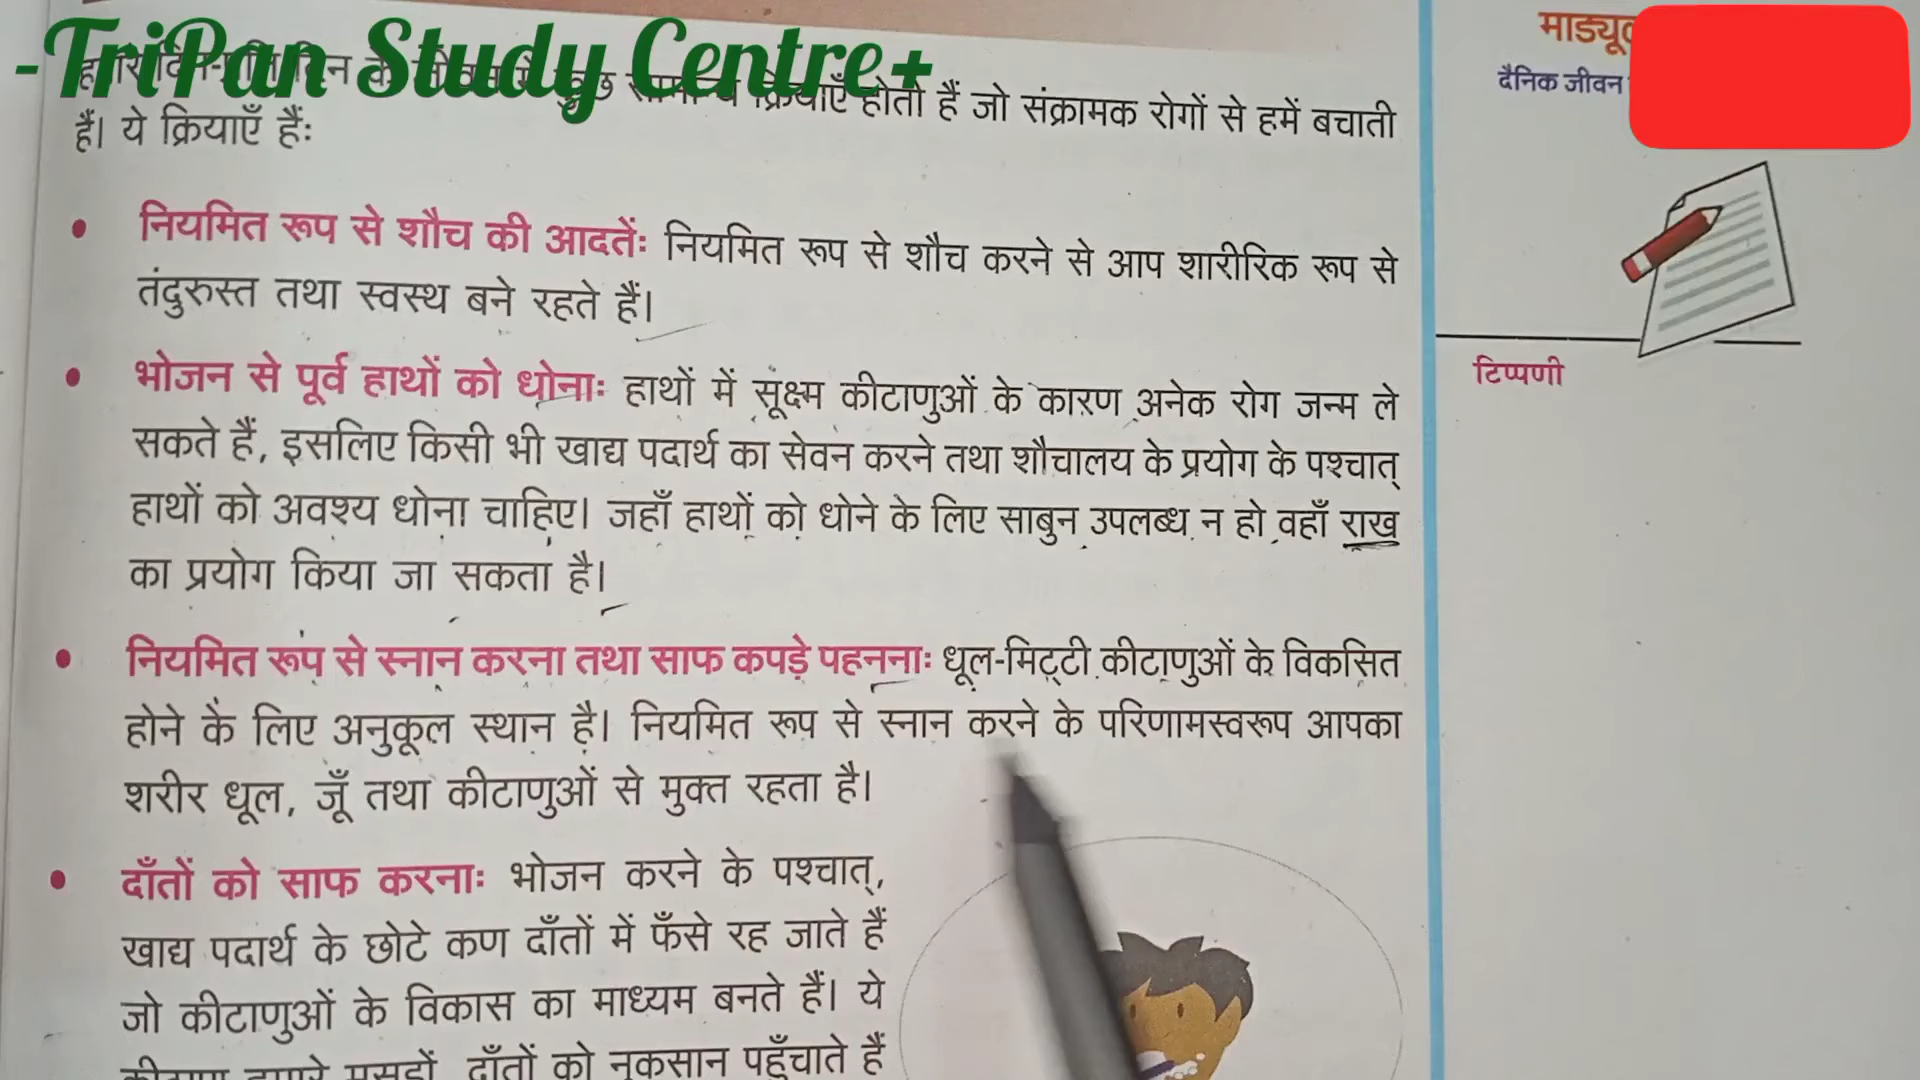 -TriPan Study Centre+
सामान्य क्रियाएँ होती हैं जो संक्रामक रोगों से हमें बचाती
हैं। ये क्रियाएँ हैंः
• नियमित रूप से शौच की आदतेंः नियमित रूप से शौच करने से आप शारीरिक रूप से
तंदुरुस्त तथा स्वस्थ बने रहते हैं।
• भोजन से पूर्व हाथों को धोनाः हाथों में सूक्ष्म कीटाणुओं के कारण अनेक रोग जन्म ले
सकते हैं, इसलिए किसी भी खाद्य पदार्थ का सेवन करने तथा शौचालय के प्रयोग के पश्चात्
हाथों को अवश्य धोना चाहिए। जहाँ हाथों को धोने के लिए साबुन उपलब्ध न हो वहाँ राख
का प्रयोग किया जा सकता है।
• नियमित रूप से स्नान करना तथा साफ कपड़े पहननाः धूल-मिट्टी कीटाणुओं के विकसित
होने के लिए अनुकूल स्थान है। नियमित रूप से स्नान करने के परिणामस्वरूप आपका
शरीर धूल, जूँ तथा कीटाणुओं से मुक्त रहता है।
• दाँतों को साफ करनाः भोजन करने के पश्चात्,
खाद्य पदार्थ के छोटे कण दाँतों में फँसे रह जाते हैं
जो कीटाणुओं के विकास का माध्यम बनते हैं। ये
दाँतों को नुकसान पहुँचाते हैं
दैनिक जीवन
टिप्पणी